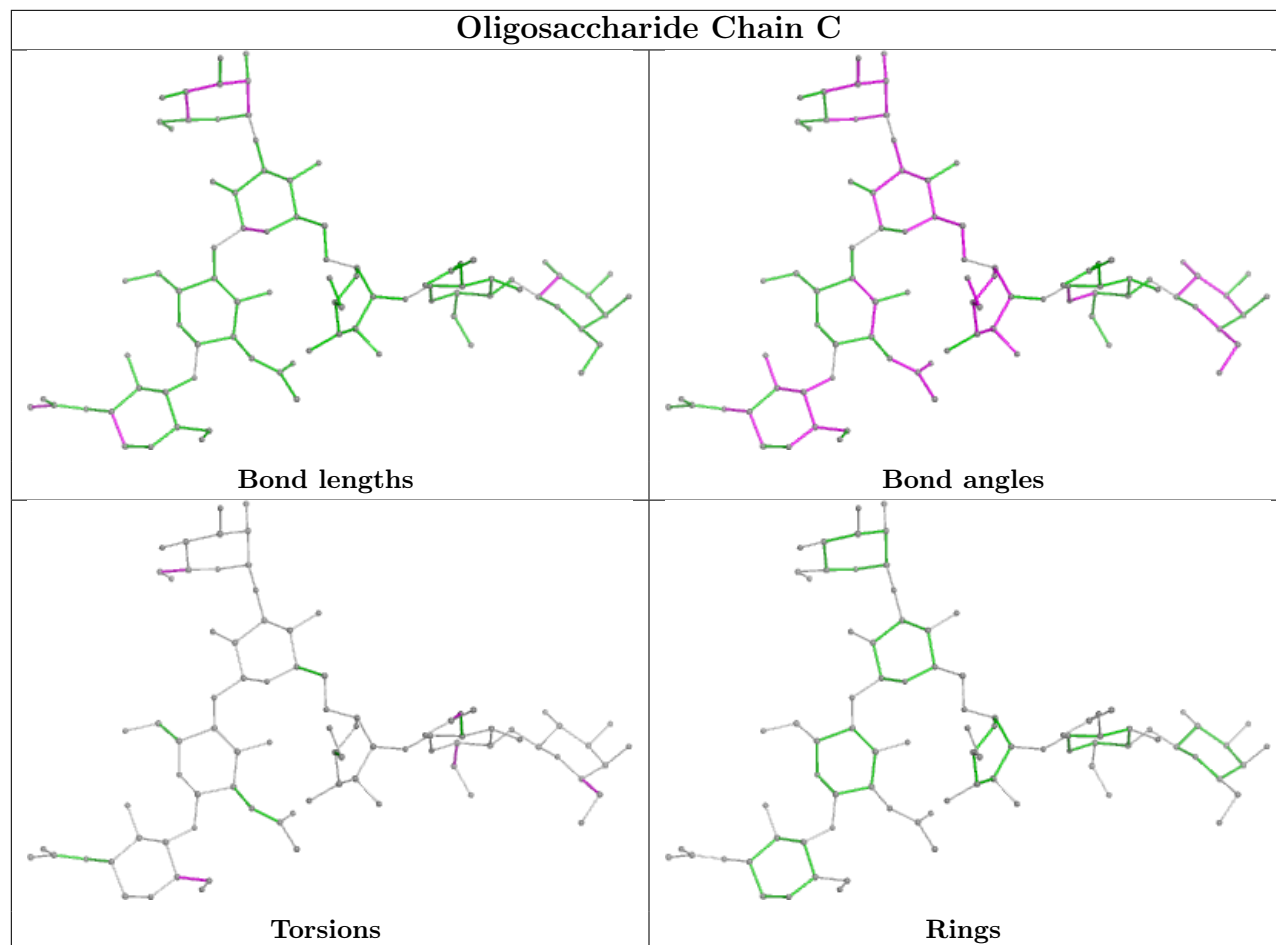 Oligosaccharide Chain C
Bond lengths
Bond angles
Torsions
Rings